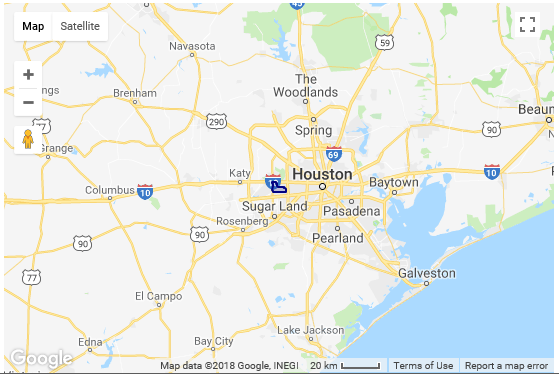 Map Satellite
45
59
Navasota
The
Woodlands
Brenham
Beaum
ngs
77
290
Spring
90
Grange
69
Katy
Houston
10
Columbus
10
Baytown
Sugar Land
Pasadena
Rosenberg
90
90
Pearland
77
Galveston
El Campo
Lake Jackson
Edna
Bay City
Google
Map data ©2018 Google, INEGI 20 km Terms of Use Report a map error